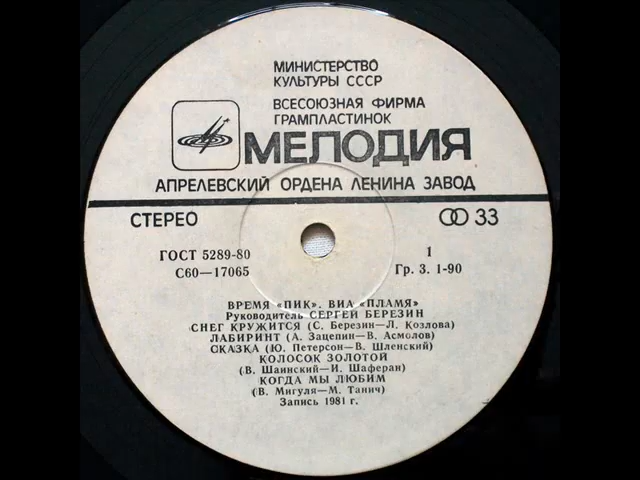 МИНИСТЕРСТВО
КУЛЬТУРЫ СССР
ВСЕСОЮЗНАЯ ФИРМА
ГРАМПЛАСТИНОК
МЕЛОДИЯ
АПРЕЛЕВСКИЙ ОРДЕНА ЛЕНИНА ЗАВОД
СТЕРЕО 33
ГОСТ 5289-80 1
С60—17065 Гр. 3. 1-90
ВРЕМЯ «ПИК». ВИА «ПЛАМЯ»
Руководитель СЕРГЕЙ БЕРЕЗИН
СНЕГ КРУЖИТСЯ (С. Березин—Л. Козлова)
ЛАБИРИНТ (А. Зацепин—В. Асмолов)
СКАЗКА (Ю. Петерсон—В. Шленский)
КОЛОСОК ЗОЛОТОЙ
(В. Шаинский—И. Шаферан)
КОГДА МЫ ЛЮБИМ
(В. Мигуля—М. Танич)
Запись 1981 г.